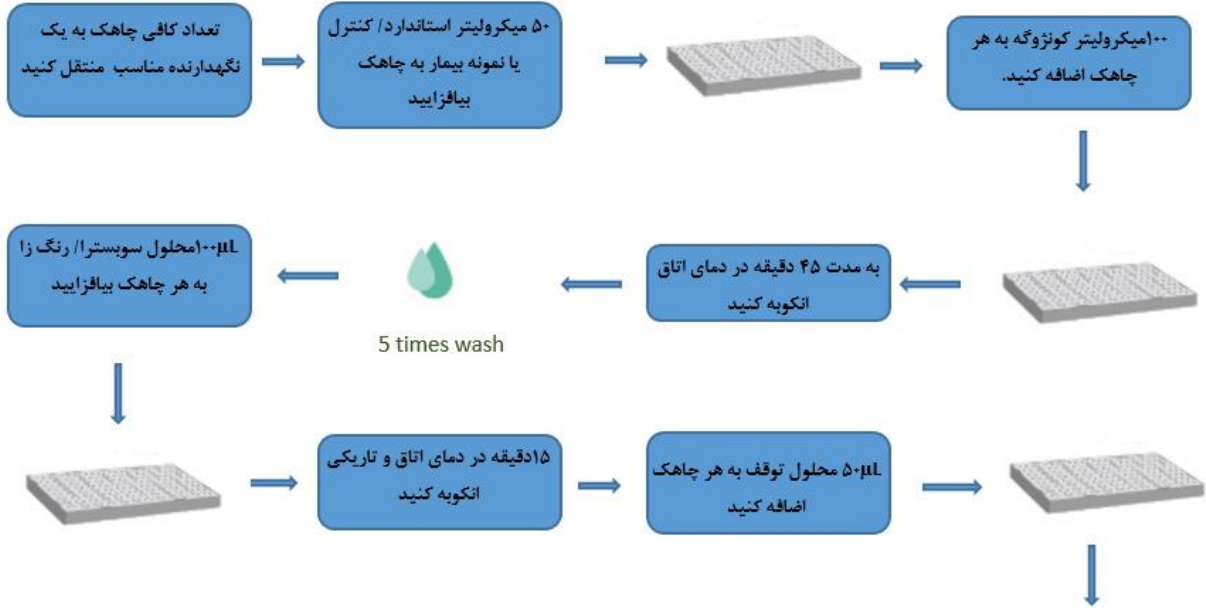 تعداد کافی چاهک به یک
نگهدارنده مناسب منتقل کنید
۵۰ میکرولیتر استاندارد/ کنترل
یا نمونه بیمار به چاهک
بیافزایید
۱۰۰میکرولیتر کونژوگه به هر
چاهک اضافه کنید.
به مدت ۴۵ دقیقه در دمای اتاق
انکوبه کنید
5 times wash
۱۰۰µLمحلول سوبسترا/ رنگ زا
به هر چاهک بیافزایید
۱۵دقیقه در دمای اتاق و تاریکی
انکوبه کنید
۵۰µL محلول توقف به هر چاهک
اضافه کنید